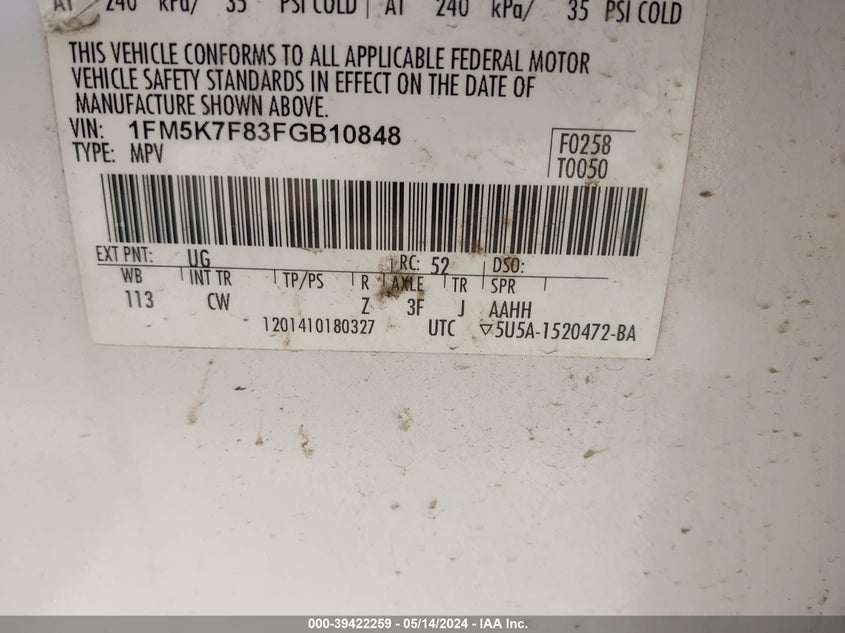 AT 240 kPa/ 35 PSI COLD | AT 240 kPa/ 35 PSI COLD
THIS VEHICLE CONFORMS TO ALL APPLICABLE FEDERAL MOTOR
VEHICLE SAFETY STANDARDS IN EFFECT ON THE DATE OF
MANUFACTURE SHOWN ABOVE.
VIN: 1FM5K7F83FGB10848
TYPE: MPV
F0258
T0050
EXT PNT: UG RC: 52 DSO:
WB INT TR TP/PS R AXLE TR SPR
113 CW Z 3F J AAHH
1201410180327 UTC ▽5U5A-1520472-BA
000-39422259 - 05/14/2024 - IAA Inc.